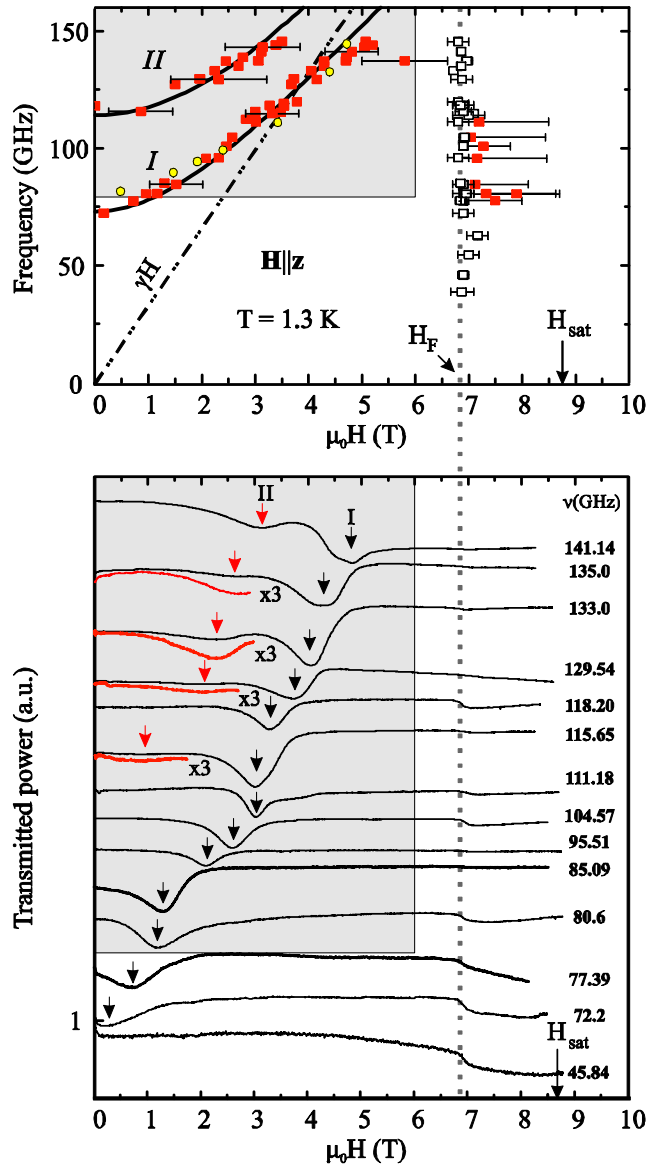 150
100
50
0
Frequency (GHz)
II
I
γH
H||z
T = 1.3 K
H_F
H_sat
0 1 2 3 4 5 6 7 8 9 10
μ₀H (T)
II
I
ν(GHz)
141.14
135.0
x3
133.0
x3
129.54
x3
118.20
115.65
x3
111.18
104.57
95.51
85.09
80.6
77.39
72.2
1
H_sat
45.84
Transmitted power (a.u.)
0 1 2 3 4 5 6 7 8 9 10
μ₀H (T)